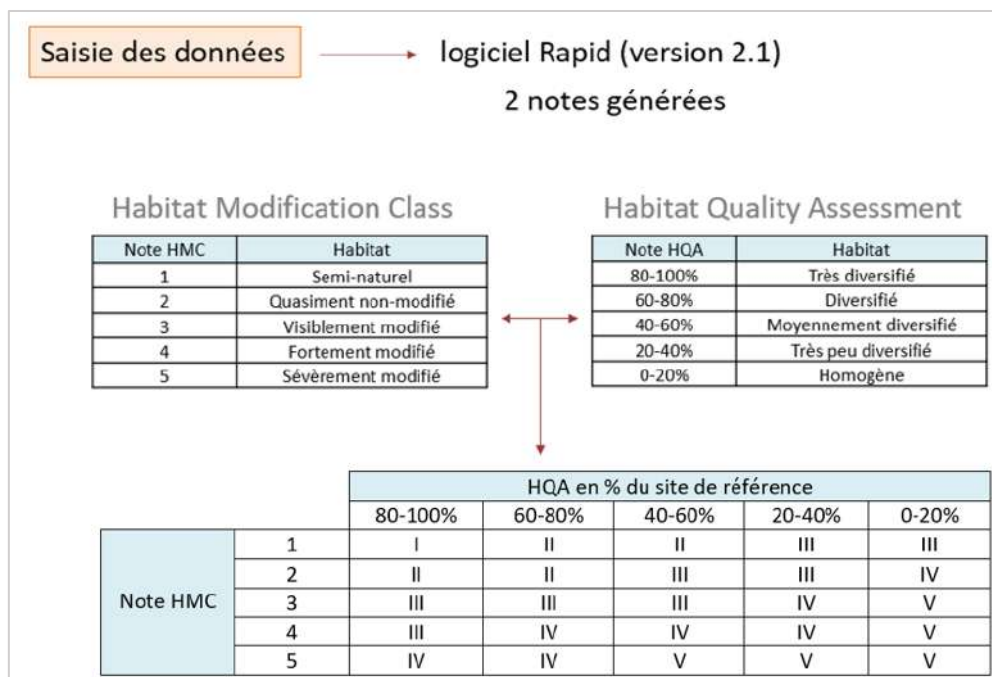 Saisie des données logiciel Rapid (version 2.1)
2 notes générées
Habitat Modification Class
Note HMC Habitat
1 Semi-naturel
2 Quasiment non-modifié
3 Visiblement modifié
4 Fortement modifié
5 Sévèrement modifié
Habitat Quality Assessment
Note HQA Habitat
80-100% Très diversifié
60-80% Diversifié
40-60% Moyennement diversifié
20-40% Très peu diversifié
0-20% Homogène
HQA en % du site de référence
80-100% 60-80% 40-60% 20-40% 0-20%
Note HMC
1 I II II III III
2 II II III III IV
3 III III III IV V
4 III IV IV IV V
5 IV IV V V V